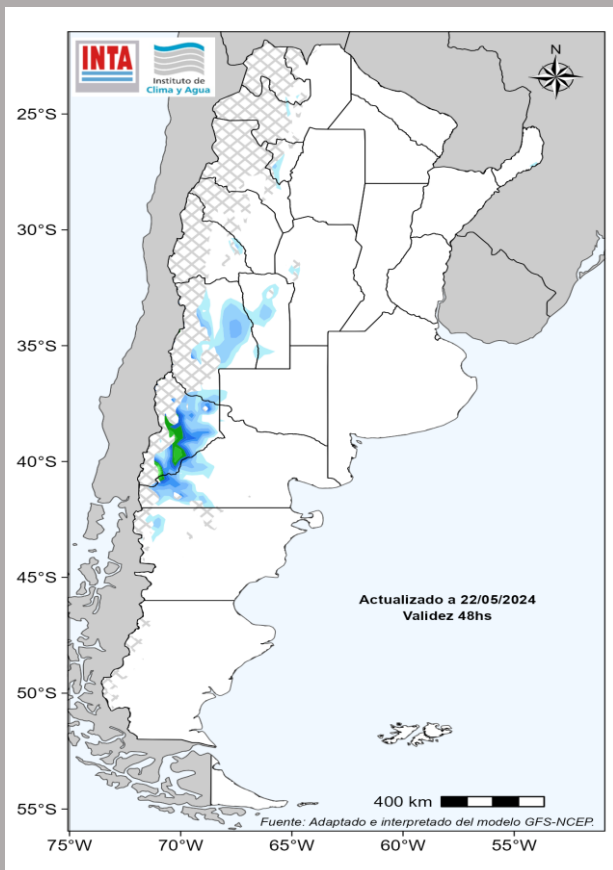 INTA
Instituto de
Clima y Agua
N
25°S
30°S
35°S
40°S
45°S
50°S
55°S
Actualizado a 22/05/2024
Validez 48hs
400 km
Fuente: Adaptado e interpretado del modelo GFS-NCEP.
75°W
70°W
65°W
60°W
55°W